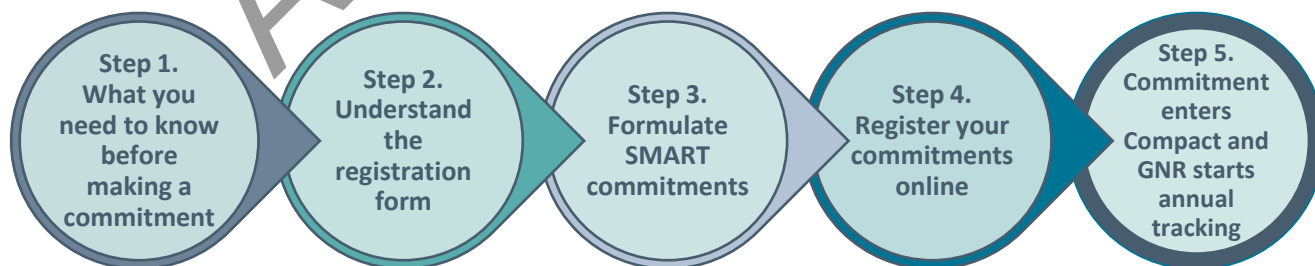 Step 1.
What you
need to know
before
making a
commitment
Step 2.
Understand
the
registration
form
Step 3.
Formulate
SMART
commitments
Step 4.
Register your
commitments
online
Step 5.
Commitment
enters
Compact and
GNR starts
annual
tracking